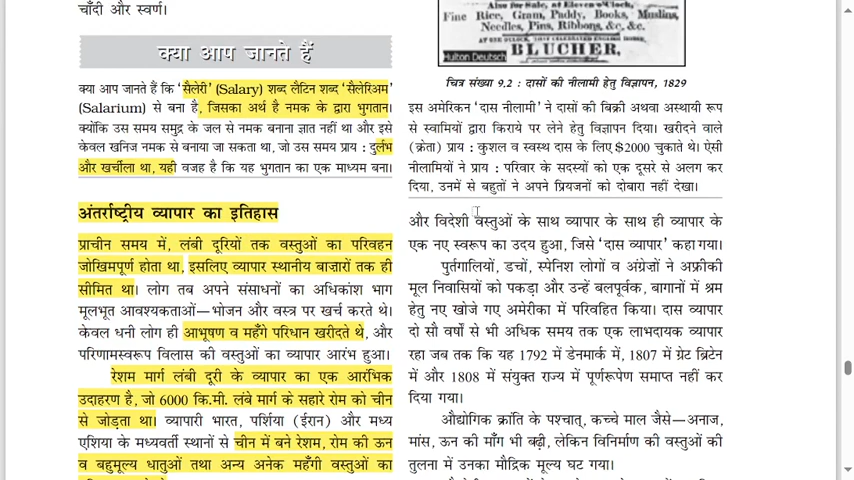 चाँदी और स्वर्ण।
क्या आप जानते हैं
क्या आप जानते हैं कि 'सैलेरी' (Salary) शब्द लैटिन शब्द 'सैलेरिअम'
(Salarium) से बना है, जिसका अर्थ है नमक के द्वारा भुगतान।
क्योंकि उस समय समुद्र के जल से नमक बनाना ज्ञात नहीं था और इसे
केवल खनिज नमक से बनाया जा सकता था, जो उस समय प्राय : दुर्लभ
और खर्चीला था, यही वजह है कि यह भुगतान का एक माध्यम बना।
अंतर्राष्ट्रीय व्यापार का इतिहास
प्राचीन समय में, लंबी दूरियों तक वस्तुओं का परिवहन
जोखिमपूर्ण होता था, इसलिए व्यापार स्थानीय बाज़ारों तक ही
सीमित था। लोग तब अपने संसाधनों का अधिकांश भाग
मूलभूत आवश्यकताओं—भोजन और वस्त्र पर खर्च करते थे।
केवल धनी लोग ही आभूषण व महँगे परिधान खरीदते थे, और
परिणामस्वरूप विलास की वस्तुओं का व्यापार आरंभ हुआ।
रेशम मार्ग लंबी दूरी के व्यापार का एक आरंभिक
उदाहरण है, जो 6000 कि.मी. लंबे मार्ग के सहारे रोम को चीन
से जोड़ता था। व्यापारी भारत, पर्शिया (ईरान) और मध्य
एशिया के मध्यवर्ती स्थानों से चीन में बने रेशम, रोम की ऊन
व बहुमूल्य धातुओं तथा अन्य अनेक महँगी वस्तुओं का
Also for Sale, at Eleven o'Clock,
Fine Rice, Gram, Paddy, Books, Muslins,
Needles, Pins, Ribbons, &c. &c.
BLUCHER,
Hulton Deutsch
चित्र संख्या 9.2 : दासों की नीलामी हेतु विज्ञापन, 1829
इस अमेरिकन 'दास नीलामी' ने दासों की बिक्री अथवा अस्थायी रूप
से स्वामियों द्वारा किराये पर लेने हेतु विज्ञापन दिया। खरीदने वाले
(क्रेता) प्राय : कुशल व स्वस्थ दास के लिए $2000 चुकाते थे। ऐसी
नीलामियों ने प्राय : परिवार के सदस्यों को एक दूसरे से अलग कर
दिया, उनमें से बहुतों ने अपने प्रियजनों को दोबारा नहीं देखा।
और विदेशी वस्तुओं के साथ व्यापार के साथ ही व्यापार के
एक नए स्वरूप का उदय हुआ, जिसे 'दास व्यापार' कहा गया।
पुर्तगालियों, डचों, स्पेनिश लोगों व अंग्रेज़ों ने अफ्रीकी
मूल निवासियों को पकड़ा और उन्हें बलपूर्वक, बागानों में श्रम
हेतु नए खोजे गए अमेरिका में परिवहित किया। दास व्यापार
दो सौ वर्षों से भी अधिक समय तक एक लाभदायक व्यापार
रहा जब तक कि यह 1792 में डेनमार्क में, 1807 में ग्रेट ब्रिटेन
में और 1808 में संयुक्त राज्य में पूर्णरूपेण समाप्त नहीं कर
दिया गया।
औद्योगिक क्रांति के पश्चात्, कच्चे माल जैसे—अनाज,
मांस, ऊन की माँग भी बढ़ी, लेकिन विनिर्माण की वस्तुओं की
तुलना में उनका मौद्रिक मूल्य घट गया।